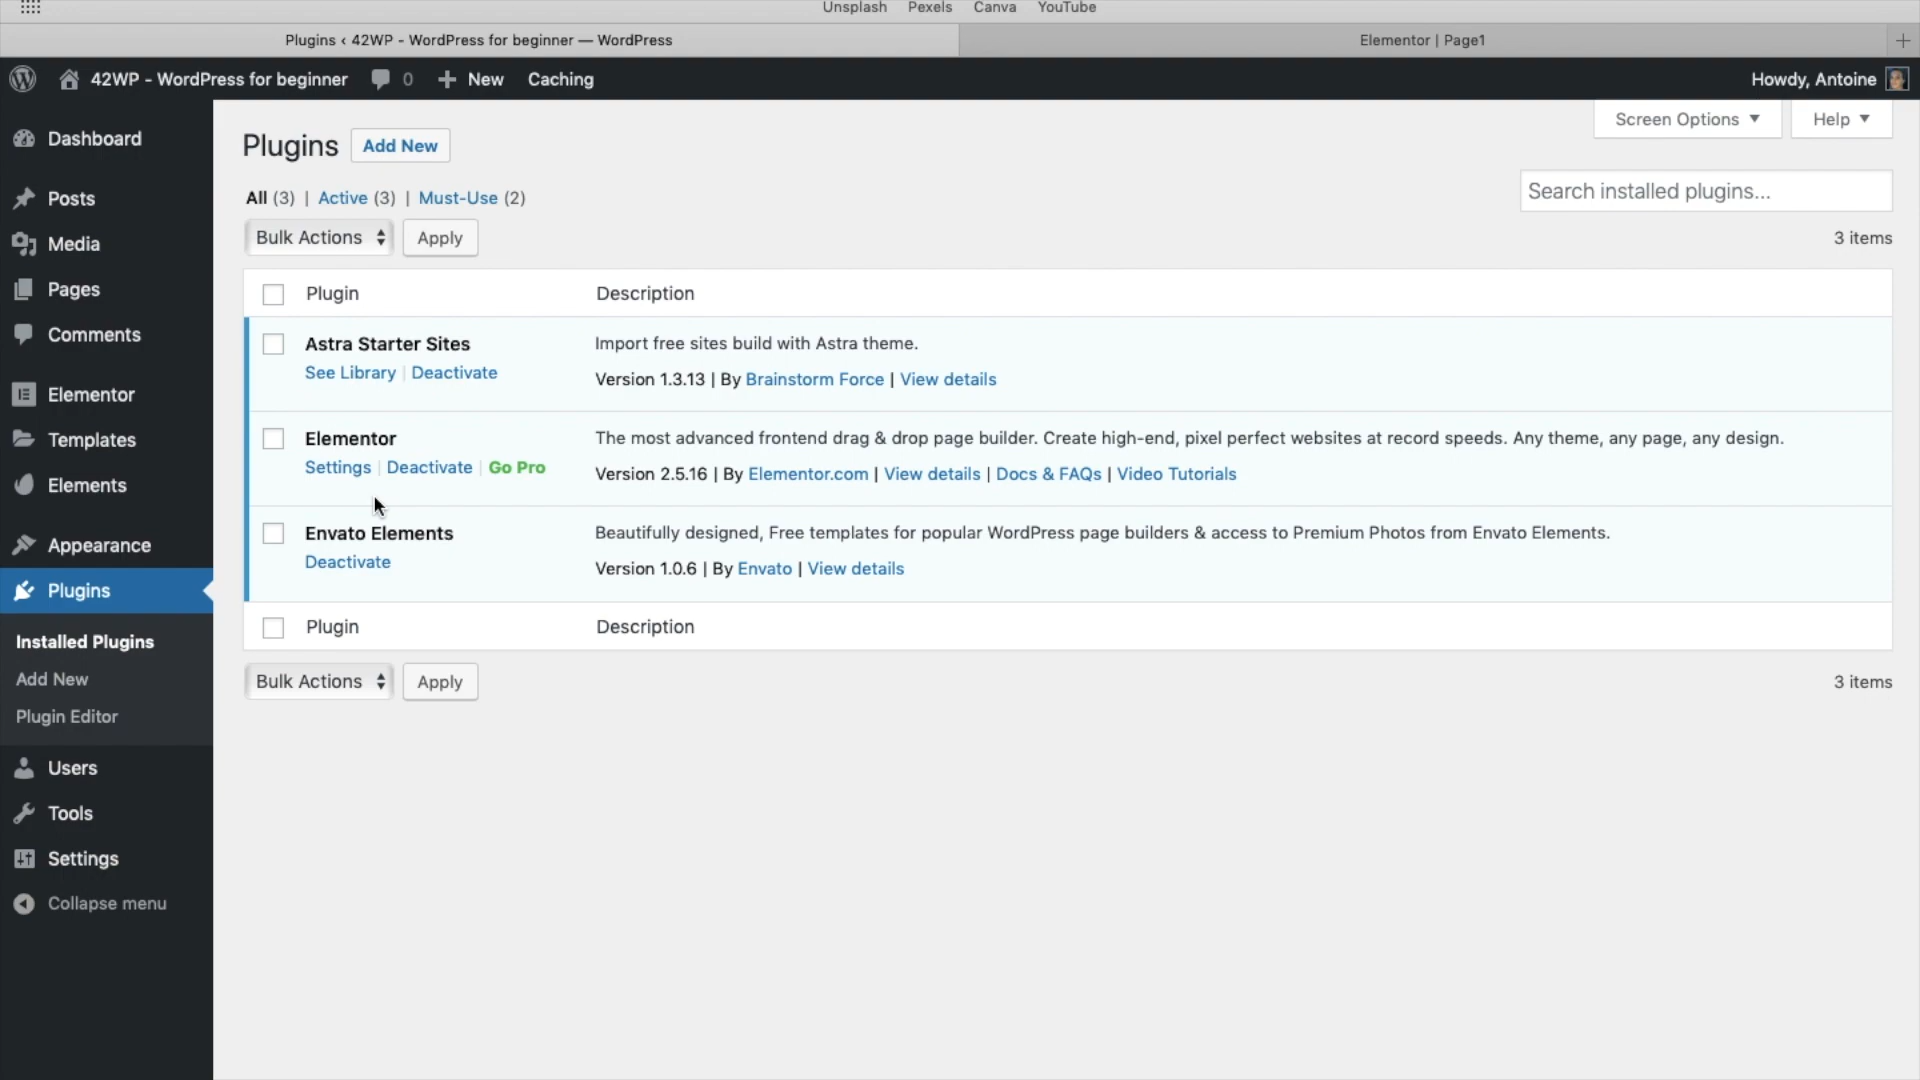 Unsplash Pexels Canva YouTube
Plugins ‹ 42WP - WordPress for beginner — WordPress Elementor | Page1
42WP - WordPress for beginner 0 New Caching Howdy, Antoine
Screen Options Help
Dashboard
Posts
Media
Pages
Comments
Elementor
Templates
Elements
Appearance
Plugins
Installed Plugins
Add New
Plugin Editor
Users
Tools
Settings
Collapse menu
Plugins Add New
All (3) | Active (3) | Must-Use (2)
Search installed plugins...
Bulk Actions Apply 3 items
Plugin Description
Astra Starter Sites Import free sites build with Astra theme.
See Library | Deactivate Version 1.3.13 | By Brainstorm Force | View details
Elementor The most advanced frontend drag & drop page builder. Create high-end, pixel perfect websites at record speeds. Any theme, any page, any design.
Settings | Deactivate | Go Pro Version 2.5.16 | By Elementor.com | View details | Docs & FAQs | Video Tutorials
Envato Elements Beautifully designed, Free templates for popular WordPress page builders & access to Premium Photos from Envato Elements.
Deactivate Version 1.0.6 | By Envato | View details
Plugin Description
Bulk Actions Apply 3 items